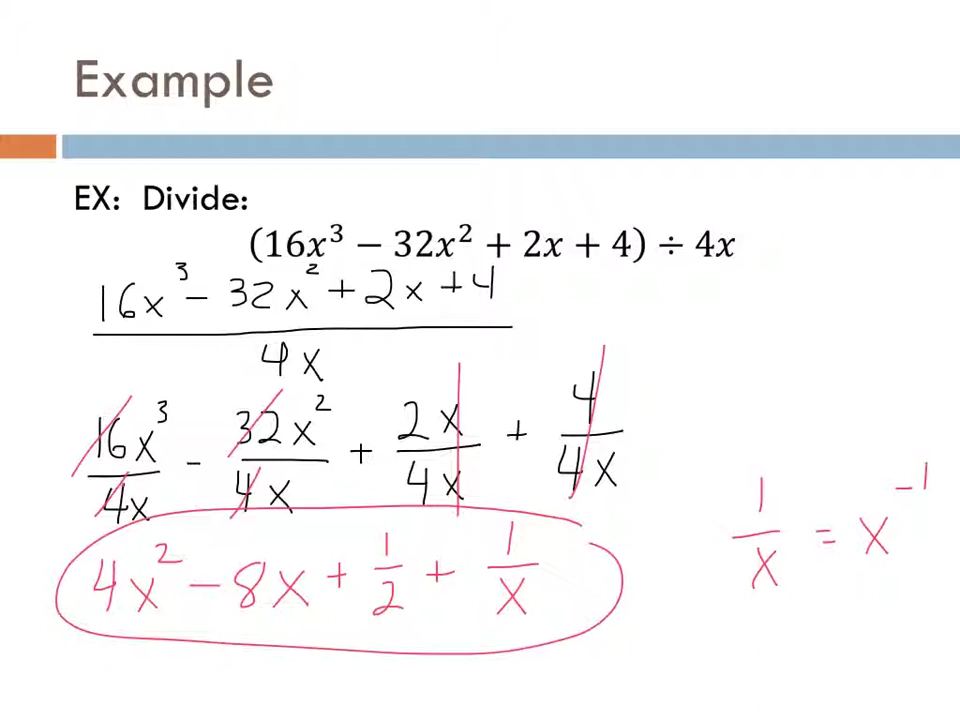 Example
EX: Divide:
(16x³ − 32x² + 2x + 4) ÷ 4x
16x³ − 32x² + 2x + 4
4x
16x³/4x − 32x²/4x + 2x/4x + 4/4x
4x² − 8x + 1/2 + 1/x
1/x = x⁻¹